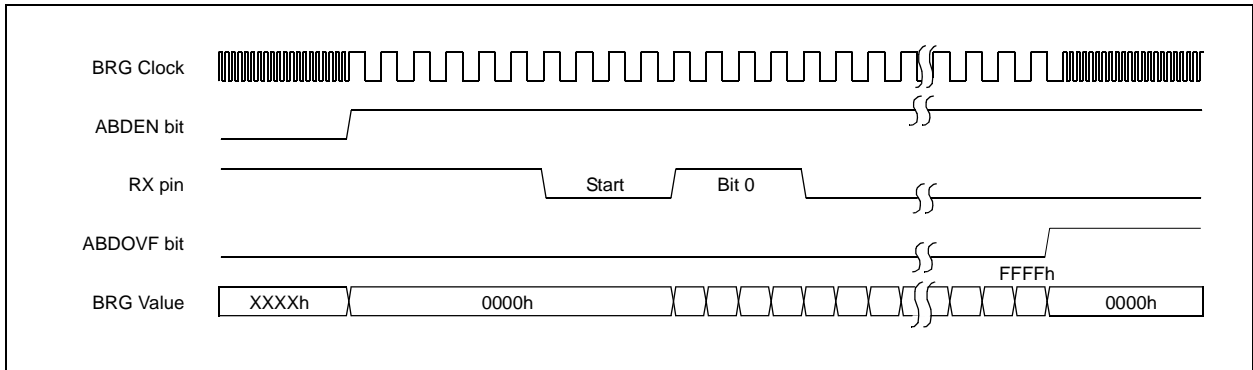 BRG Clock
ABDEN bit
RX pin
Start
Bit 0
ABDOVF bit
FFFFh
BRG Value
XXXXh
0000h
0000h